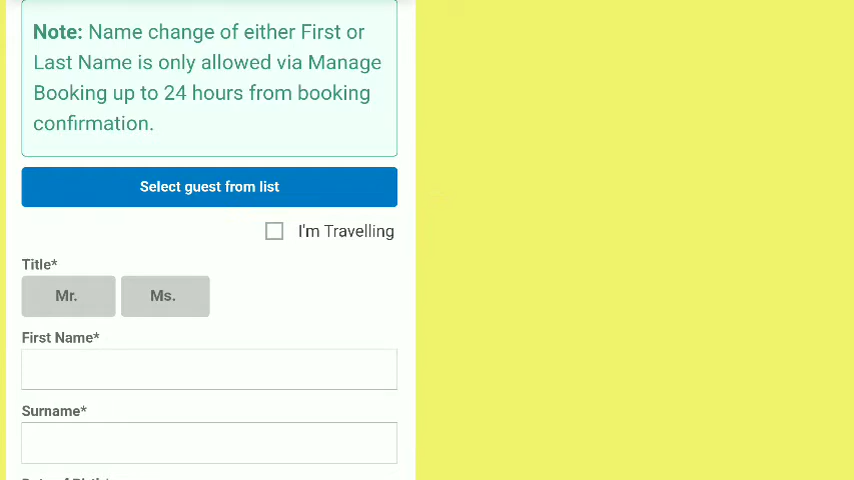 Note: Name change of either First or
Last Name is only allowed via Manage
Booking up to 24 hours from booking
confirmation.
Select guest from list
I'm Travelling
Title*
Mr. Ms.
First Name*
Surname*